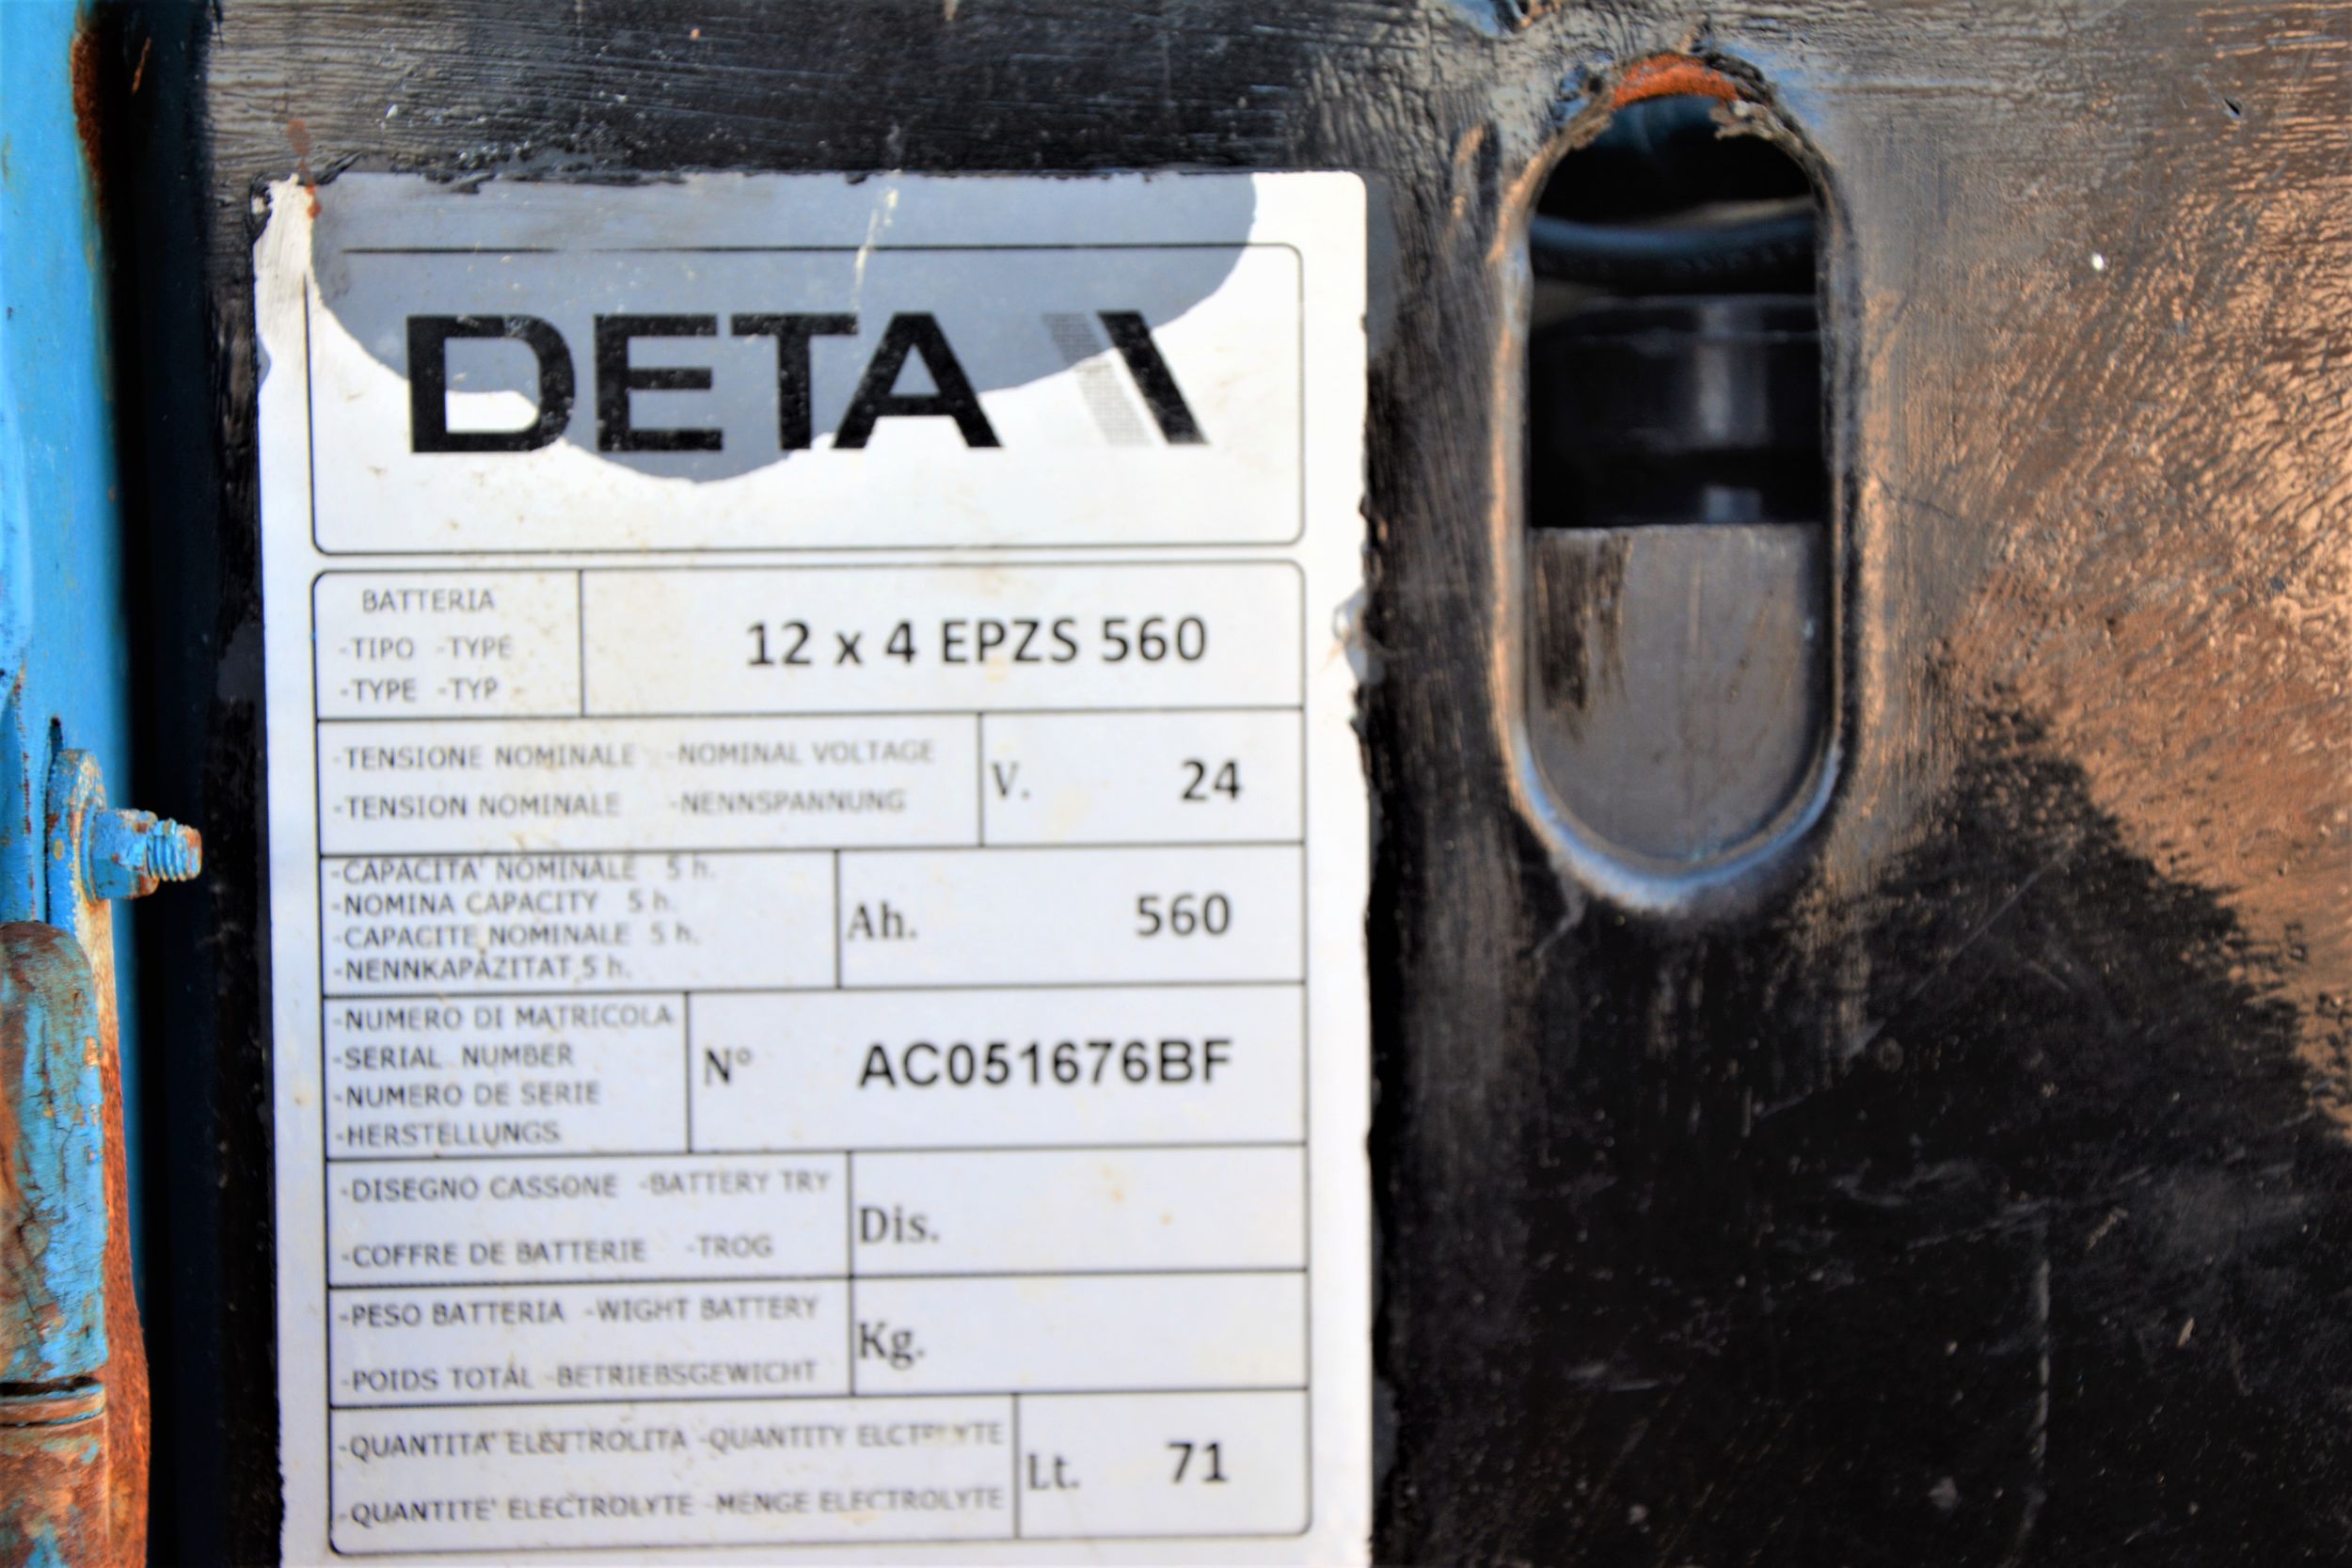 DETA
BATTERIA
-TIPO -TYPE
-TYPE -TYP
12 x 4 EPZS 560
-TENSIONE NOMINALE -NOMINAL VOLTAGE
-TENSION NOMINALE -NENNSPANNUNG
V. 24
-CAPACITA' NOMINALE 5 h.
-NOMINA CAPACITY 5 h.
-CAPACITE NOMINALE 5 h.
-NENNKAPAZITAT 5 h.
Ah. 560
-NUMERO DI MATRICOLA
-SERIAL NUMBER
-NUMERO DE SERIE
-HERSTELLUNGS
N° AC051676BF
-DISEGNO CASSONE -BATTERY TRY
-COFFRE DE BATTERIE -TROG
Dis.
-PESO BATTERIA -WIGHT BATTERY
-POIDS TOTAL -BETRIEBSGEWICHT
Kg.
-QUANTITA' ELETTROLITA -QUANTITY ELCTRLYTE
-QUANTITE' ELECTROLYTE -MENGE ELECTROLYTE
Lt. 71